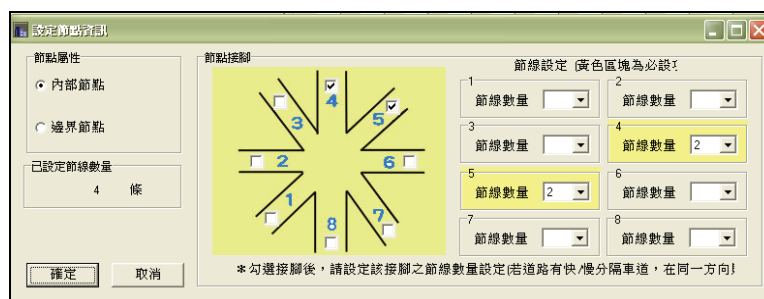 設定節點資訊
節點屬性
內部節點
邊界節點
已設定節線數量
4 條
確定
取消
節點接腳
4
3
5
2
6
1
8
7
節線設定 (黃色區塊為必設項
1
節線數量
2
節線數量
3
節線數量
4
節線數量 2
5
節線數量 2
6
節線數量
7
節線數量
8
節線數量
*勾選接腳後,請設定該接腳之節線數量設定(若道路有快/慢分隔車道,在同一方向